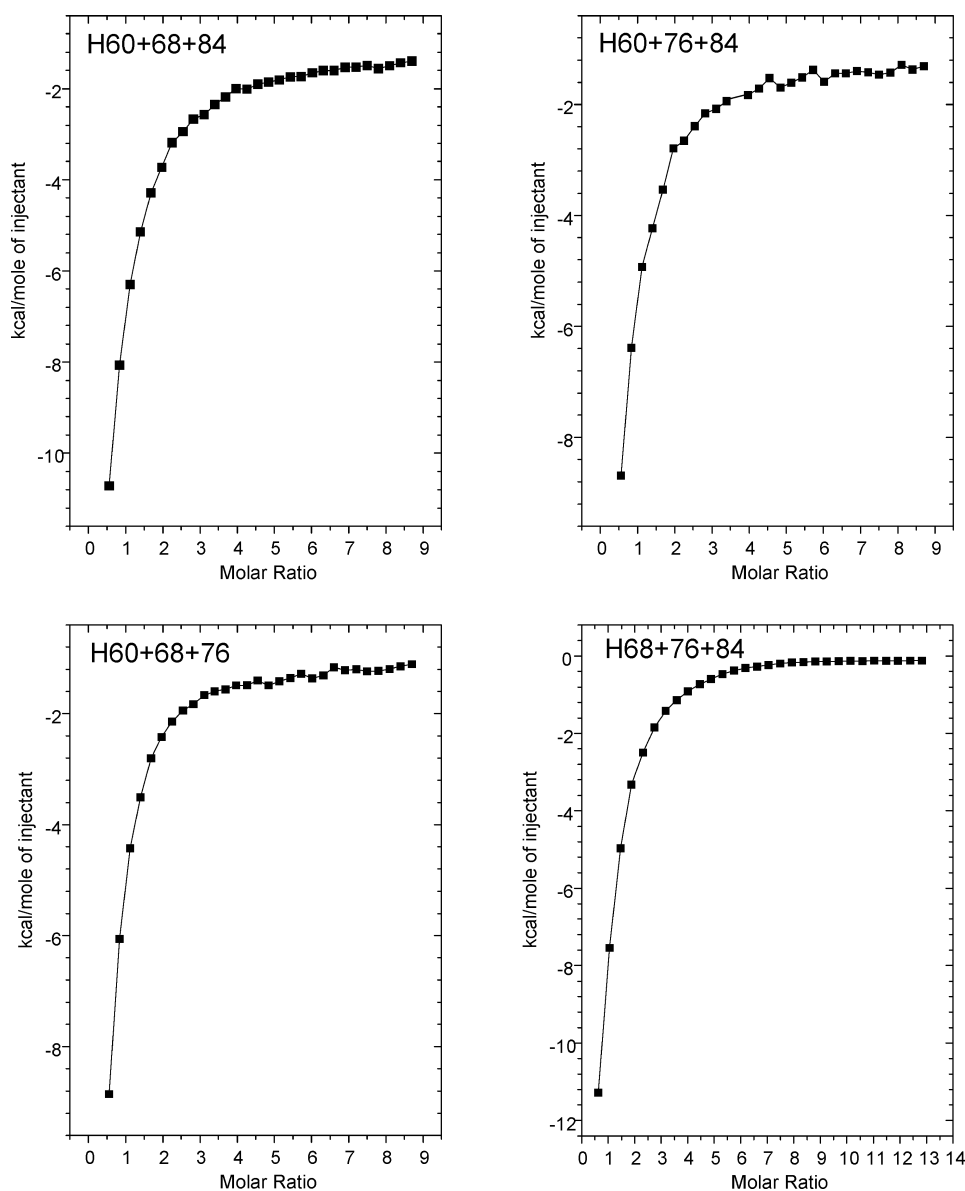 H60+68+84
-2
-4
-6
-8
-10
kcal/mole of injectant
0 1 2 3 4 5 6 7 8 9
Molar Ratio
H60+76+84
-2
-4
-6
-8
kcal/mole of injectant
0 1 2 3 4 5 6 7 8 9
Molar Ratio
H60+68+76
-2
-4
-6
-8
kcal/mole of injectant
0 1 2 3 4 5 6 7 8 9
Molar Ratio
H68+76+84
0
-2
-4
-6
-8
-10
-12
kcal/mole of injectant
0 1 2 3 4 5 6 7 8 9 10 11 12 13 14
Molar Ratio